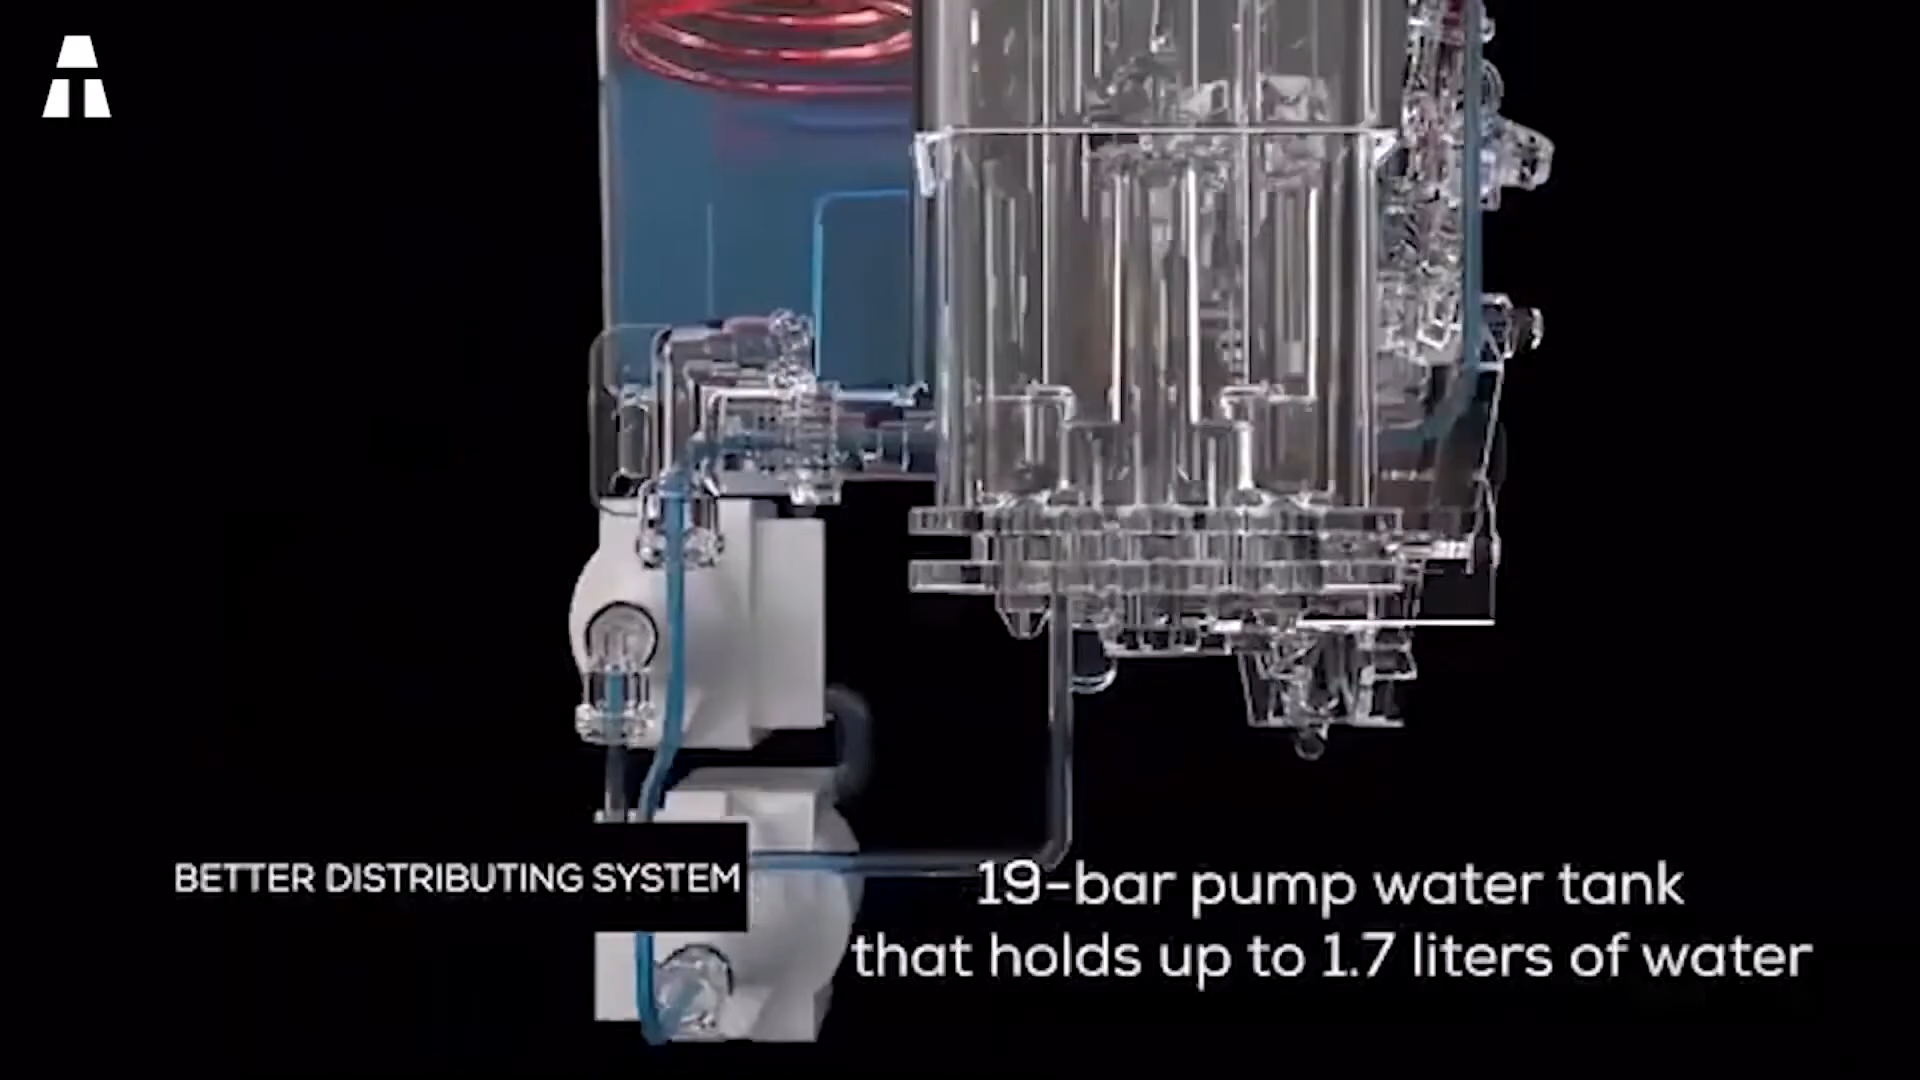 BETTER DISTRIBUTING SYSTEM
19-bar pump water tank
that holds up to 1.7 liters of water